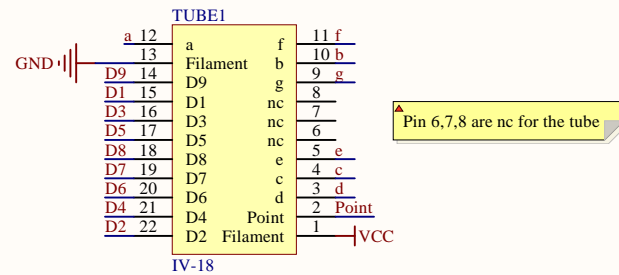 TUBE1
a 12 a f 11 f
GND 13 Filament b 10 b
D9 14 D9 g 9 g
D1 15 D1 nc 8
D3 16 D3 nc 7
D5 17 D5 nc 6
D8 18 D8 e 5 e
D7 19 D7 c 4 c
D6 20 D6 d 3 d
D4 21 D4 Point 2 Point
D2 22 D2 Filament 1 VCC
IV-18
Pin 6,7,8 are nc for the tube